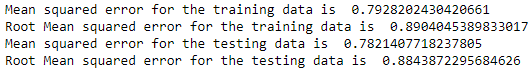 Mean squared error for the training data is  0.7928202430420661
Root Mean squared error for the training data is  0.8904045389833017
Mean squared error for the testing data is  0.7821407718237805
Root Mean squared error for the testing data is  0.8843872295684626